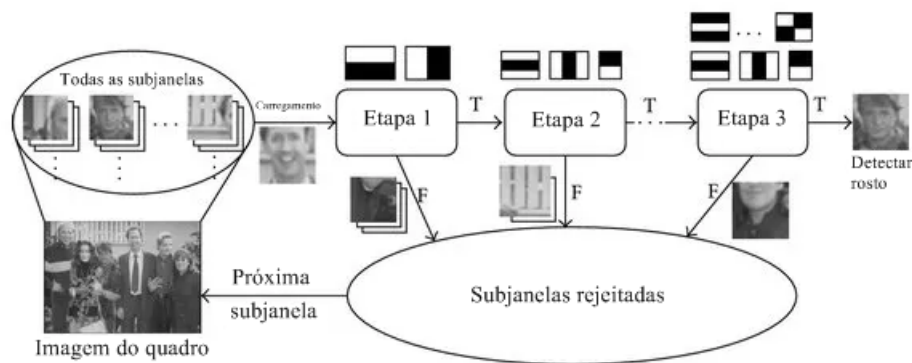 Todas as subjanelas
Carregamento
Etapa 1
T
Etapa 2
T
Etapa 3
T
Detectar
rosto
F
F
F
Próxima
subjanela
Subjanelas rejeitadas
Imagem do quadro